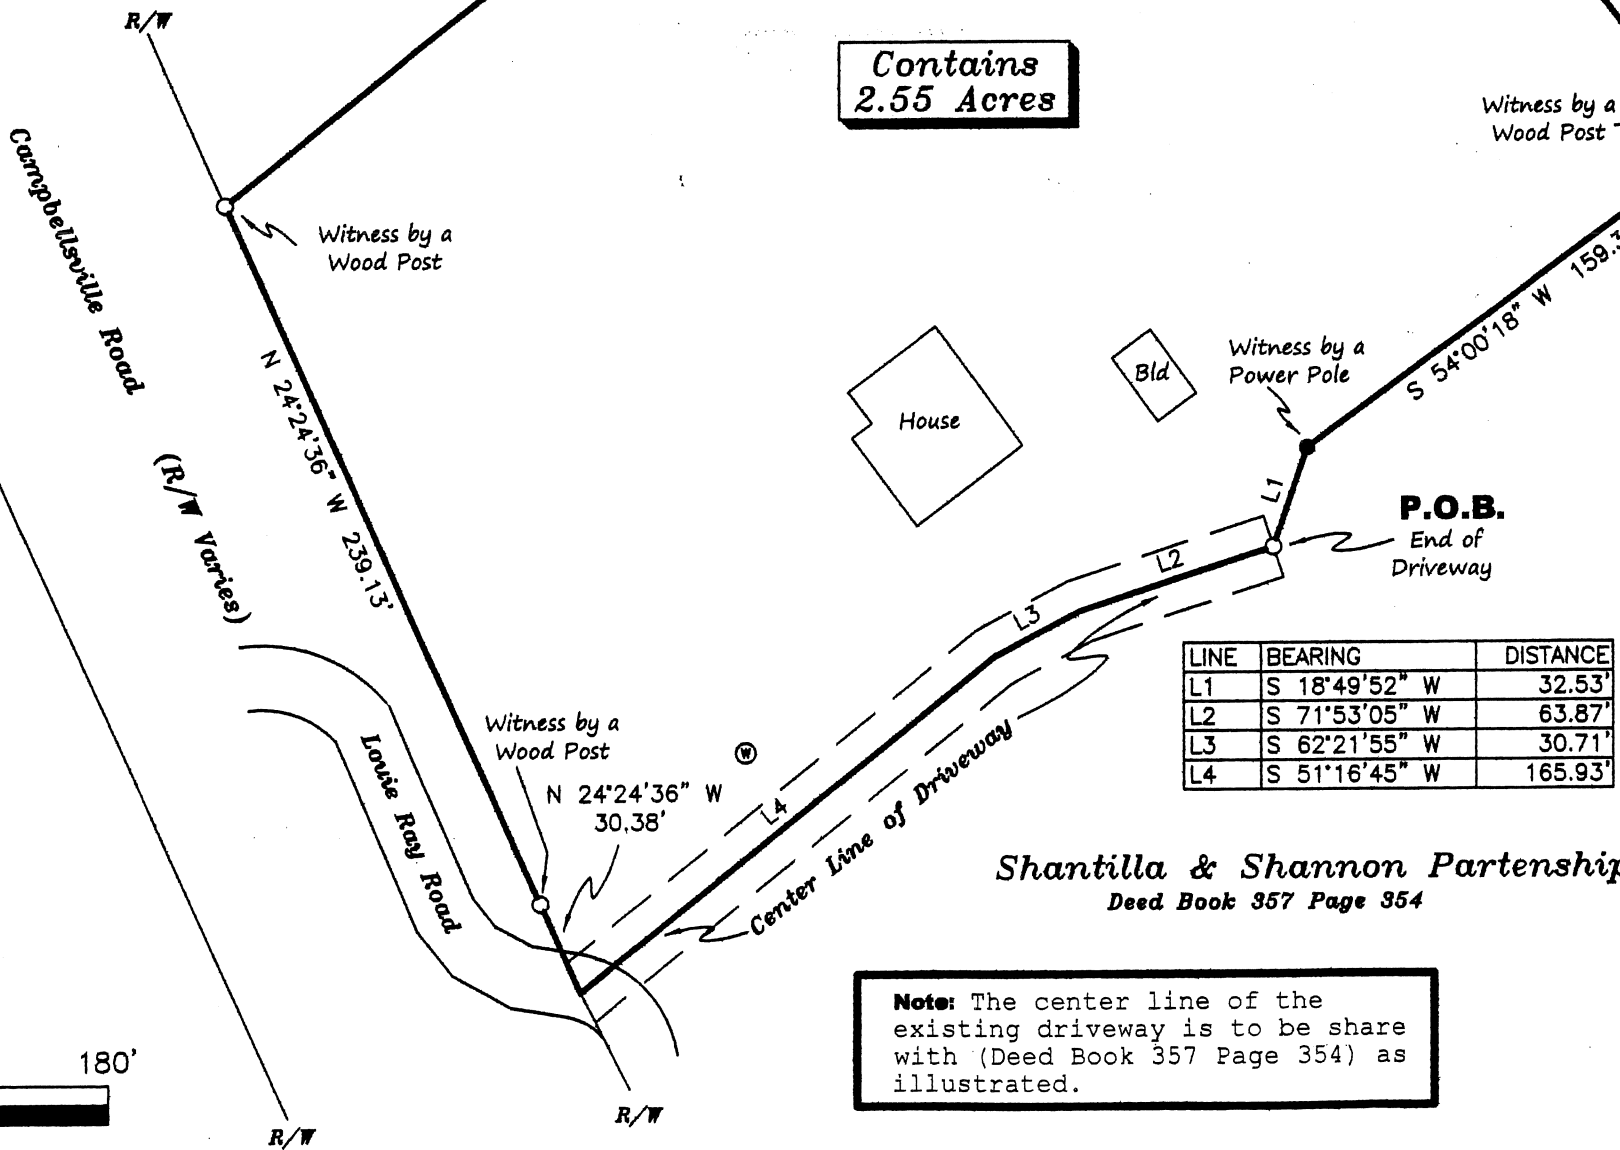 R/W
Contains
2.55 Acres
Witness by a
Wood Post
Campbellsville Road
(R/W Varies)
Witness by a
Wood Post
N 24°24'36" W 239.13'
House
Bld
Witness by a
Power Pole
S 54°00'18" W 159.3
L1
P.O.B.
End of
Driveway
L2
L3
LINE BEARING DISTANCE
L1 S 18°49'52" W 32.53'
L2 S 71°53'05" W 63.87'
L3 S 62°21'55" W 30.71'
L4 S 51°16'45" W 165.93'
Witness by a
Wood Post
W
N 24°24'36" W
30.38'
L4
Louie Ray Road
Center Line of Driveway
Shantilla & Shannon Partenship
Deed Book 357 Page 354
Note: The center line of the
existing driveway is to be share
with (Deed Book 357 Page 354) as
illustrated.
180'
R/W
R/W